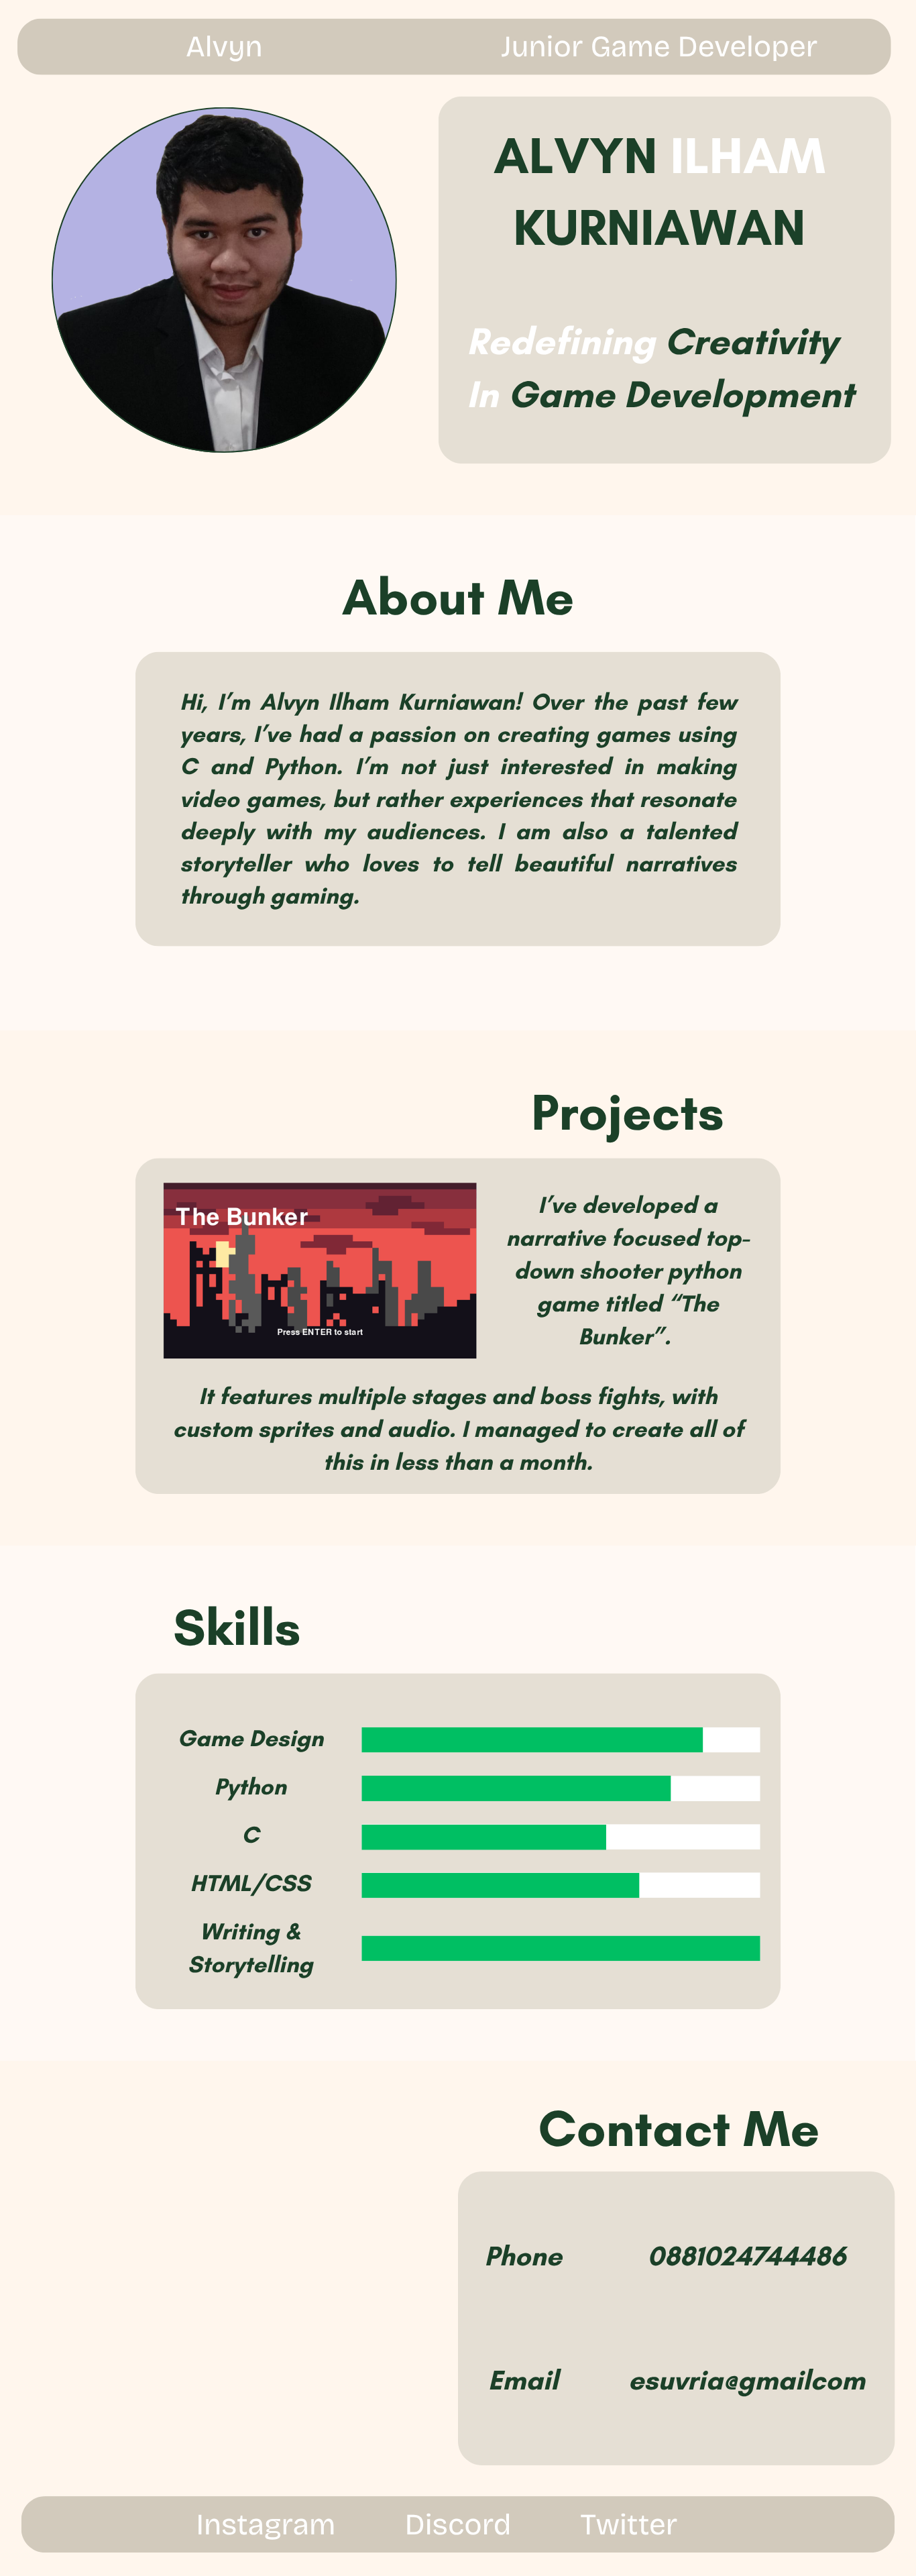 Alvyn Junior Game Developer
ALVYN ILHAM
KURNIAWAN
Redefining Creativity
In Game Development
About Me
Hi, I’m Alvyn Ilham Kurniawan! Over the past few
years, I’ve had a passion on creating games using
C and Python. I’m not just interested in making
video games, but rather experiences that resonate
deeply with my audiences. I am also a talented
storyteller who loves to tell beautiful narratives
through gaming.
Projects
The Bunker
Press ENTER to start
I’ve developed a
narrative focused top-
down shooter python
game titled “The
Bunker”.
It features multiple stages and boss fights, with
custom sprites and audio. I managed to create all of
this in less than a month.
Skills
Game Design
Python
C
HTML/CSS
Writing &
Storytelling
Contact Me
Phone 0881024744486
Email esuvria@gmailcom
Instagram Discord Twitter